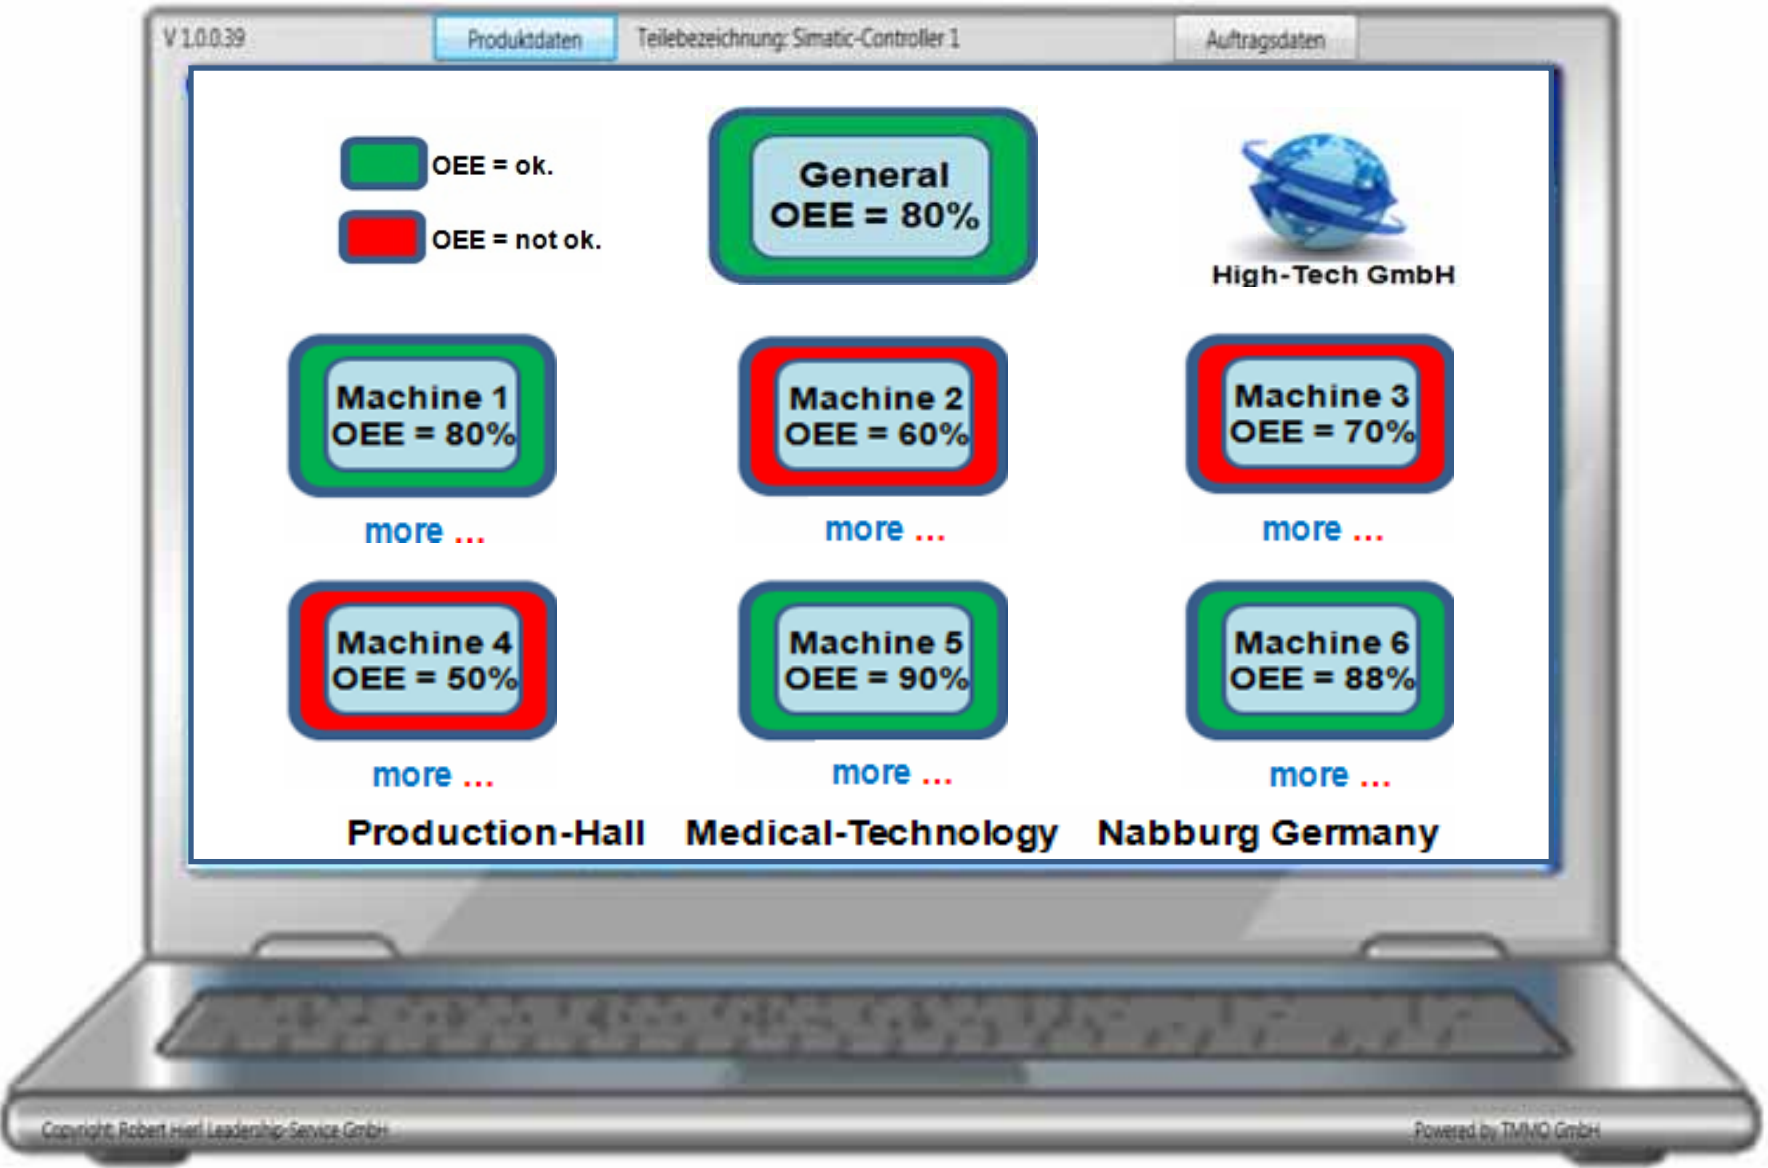 V 1.0.0.39
Produktdaten
Teilebezeichnung: Simatic-Controller 1
Auftragsdaten
OEE = ok.
OEE = not ok.
General
OEE = 80%
High-Tech GmbH
Machine 1
OEE = 80%
more ...
Machine 2
OEE = 60%
more ...
Machine 3
OEE = 70%
more ...
Machine 4
OEE = 50%
more ...
Machine 5
OEE = 90%
more ...
Machine 6
OEE = 88%
more ...
Production-Hall Medical-Technology Nabburg Germany
Copyright: Robert Hierl Leadership-Service GmbH
Powered by TMMO GmbH